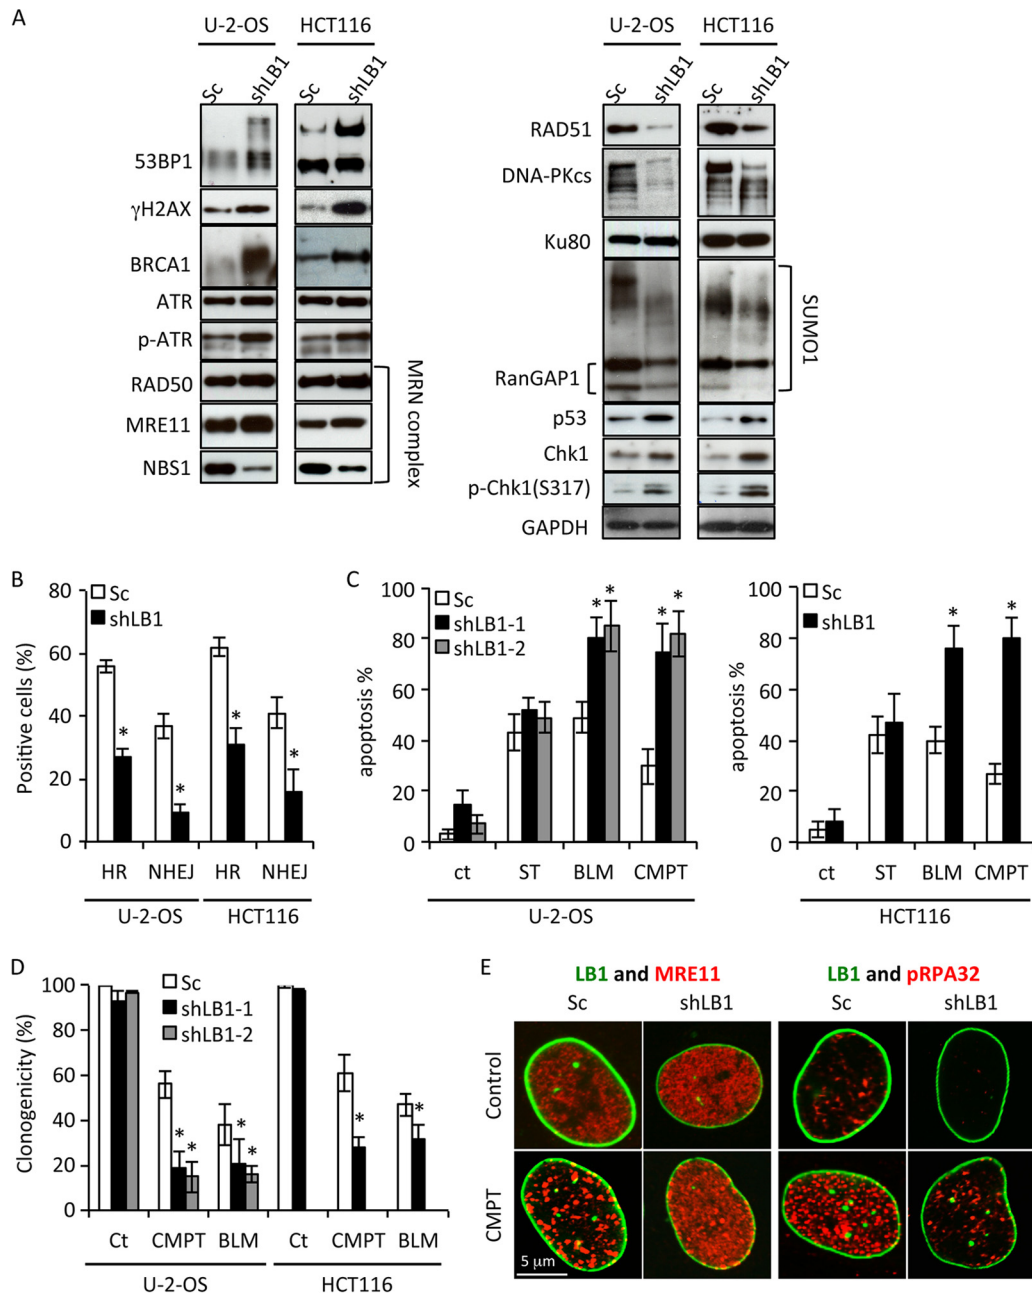 A
U-2-OS HCT116
Sc shLB1 Sc shLB1
53BP1
γH2AX
BRCA1
ATR
p-ATR
RAD50
MRE11
NBS1
MRN complex
U-2-OS HCT116
Sc shLB1 Sc shLB1
RAD51
DNA-PKcs
Ku80
SUMO1
RanGAP1
p53
Chk1
p-Chk1(S317)
GAPDH
B
Positive cells (%)
80
60
40
20
0
Sc
shLB1
* * * *
HR NHEJ HR NHEJ
U-2-OS HCT116
C
apoptosis %
100
80
60
40
20
0
Sc
shLB1-1
shLB1-2
* * * *
ct ST BLM CMPT
U-2-OS
apoptosis %
100
80
60
40
20
0
Sc
shLB1
* *
ct ST BLM CMPT
HCT116
D
Clonogenicity (%)
100
80
60
40
20
0
Sc
shLB1-1
shLB1-2
* * * * * *
Ct CMPT BLM Ct CMPT BLM
U-2-OS HCT116
E
LB1 and MRE11 LB1 and pRPA32
Sc shLB1 Sc shLB1
Control
CMPT
5 μm